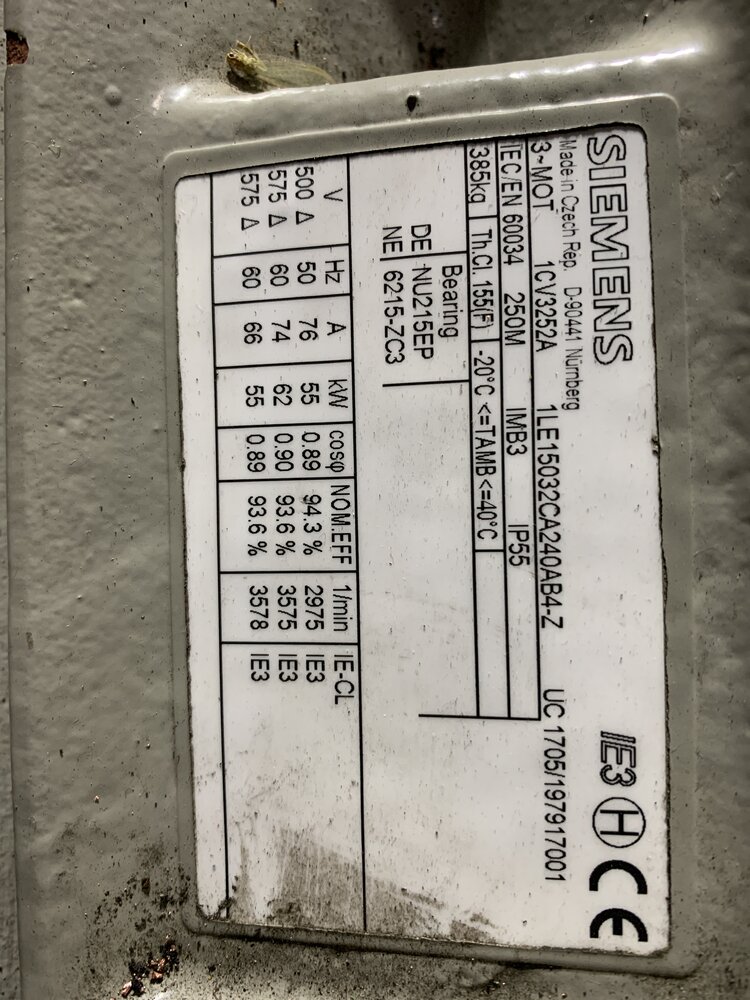 SIEMENS IE3 H CE
Made in Czech Rep. D-90441 Nürnberg
3~MOT 1CV3252A 1LE15032CA240AB4-Z UC 1705/197917001
IEC/EN 60034 250M IMB3 IP55
385kg Th.Cl. 155(F) -20°C <=TAMB<=40°C
Bearing
DE NU215EP
NE 6215-ZC3
V Hz A kW cosφ NOM.EFF 1/min IE-CL
500 Δ 50 76 55 0.89 94.3 % 2975 IE3
575 Δ 60 74 62 0.90 93.6 % 3575 IE3
575 Δ 60 66 55 0.89 93.6 % 3578 IE3